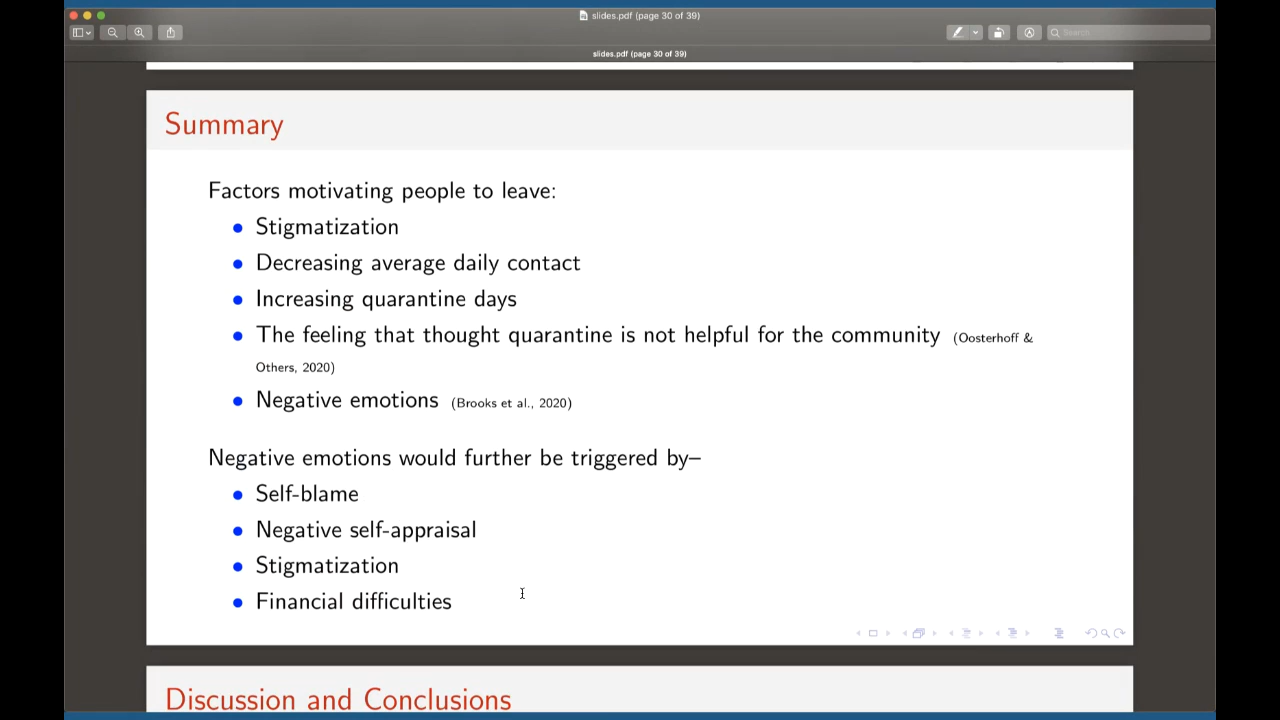 slides.pdf (page 30 of 39)
Search
slides.pdf (page 30 of 39)
Summary
Factors motivating people to leave:
Stigmatization
Decreasing average daily contact
Increasing quarantine days
The feeling that thought quarantine is not helpful for the community (Oosterhoff &
Others, 2020)
Negative emotions (Brooks et al., 2020)
Negative emotions would further be triggered by–
Self-blame
Negative self-appraisal
Stigmatization
Financial difficulties
Discussion and Conclusions